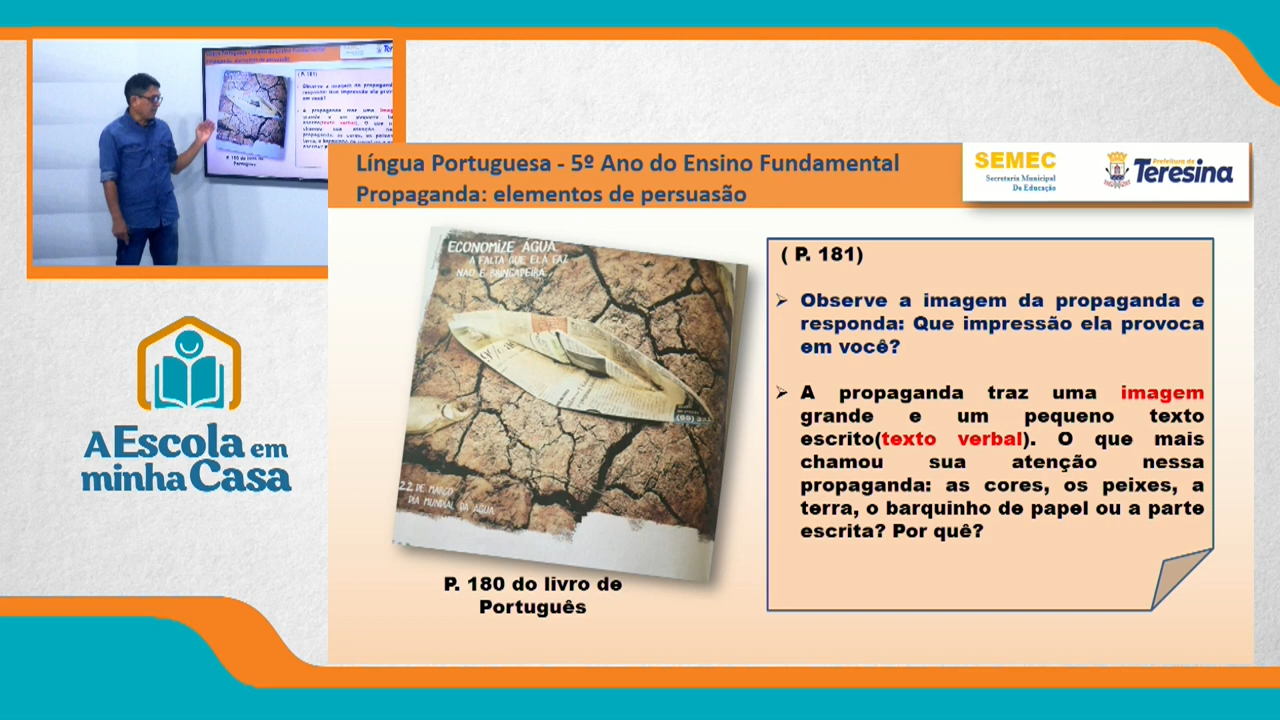 Língua Portuguesa - 5º Ano do Ensino Fundamental
Propaganda: elementos de persuasão
SEMEC
Secretaria Municipal
Da Educação
Prefeitura de
Teresina
ECONOMIZE ÁGUA.
A FALTA QUE ELA FAZ
NÃO É BRINCADEIRA.
22 DE MARÇO
DIA MUNDIAL DA ÁGUA
P. 180 do livro de
Português
( P. 181)
Observe a imagem da propaganda e
responda: Que impressão ela provoca
em você?
A propaganda traz uma imagem
grande e um pequeno texto
escrito(texto verbal). O que mais
chamou sua atenção nessa
propaganda: as cores, os peixes, a
terra, o barquinho de papel ou a parte
escrita? Por quê?
A Escola em
minha Casa